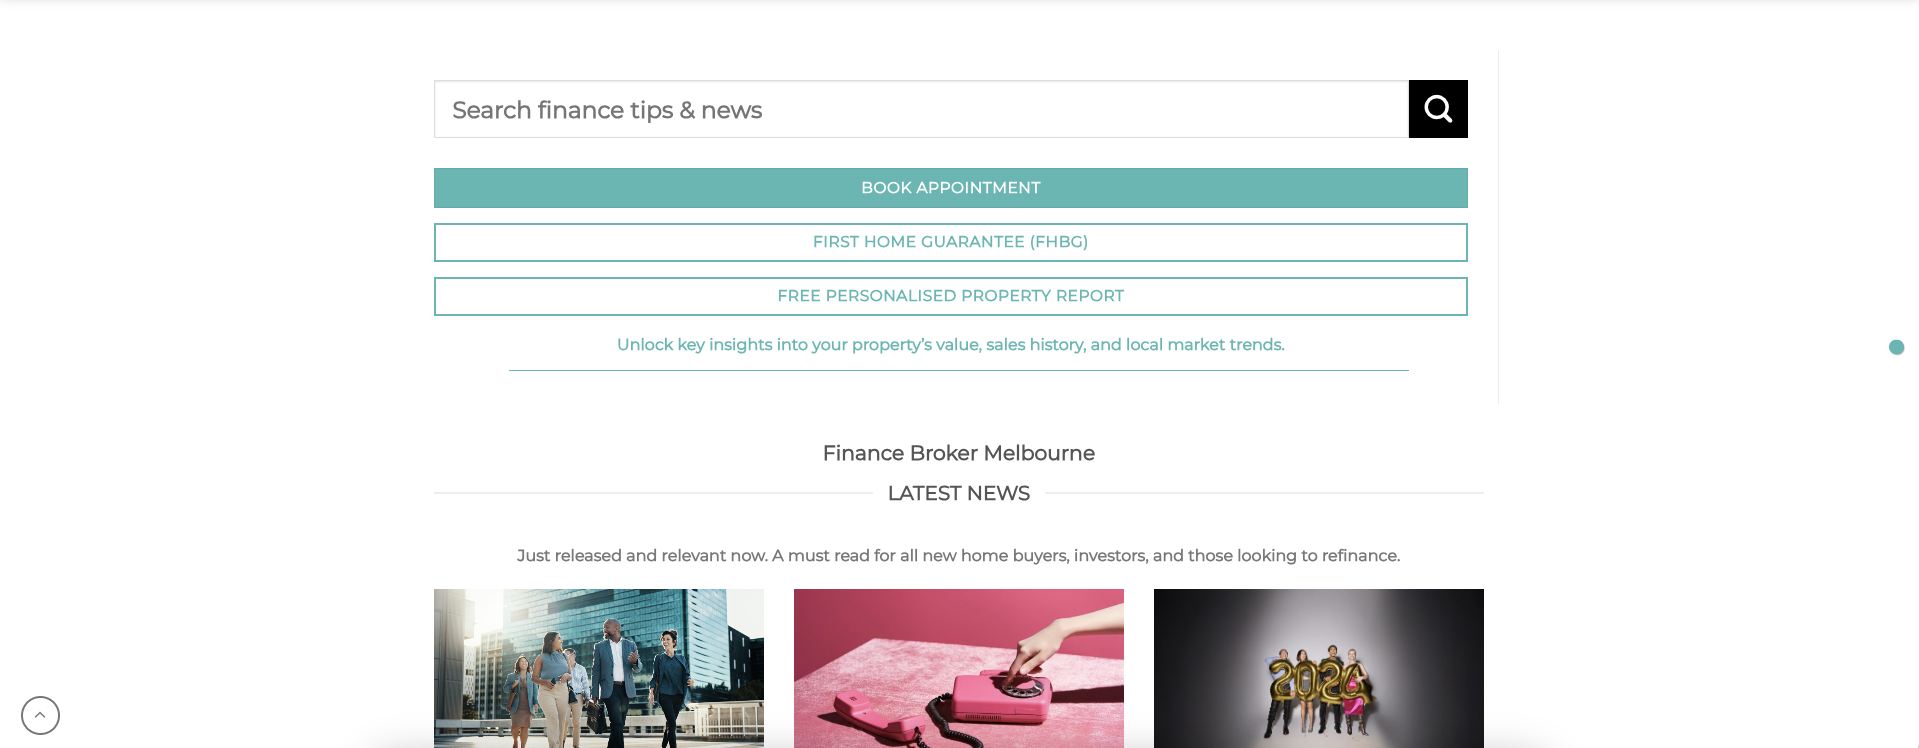 Search finance tips & news
BOOK APPOINTMENT
FIRST HOME GUARANTEE (FHBG)
FREE PERSONALISED PROPERTY REPORT
Unlock key insights into your property’s value, sales history, and local market trends.
Finance Broker Melbourne
LATEST NEWS
Just released and relevant now. A must read for all new home buyers, investors, and those looking to refinance.
2024